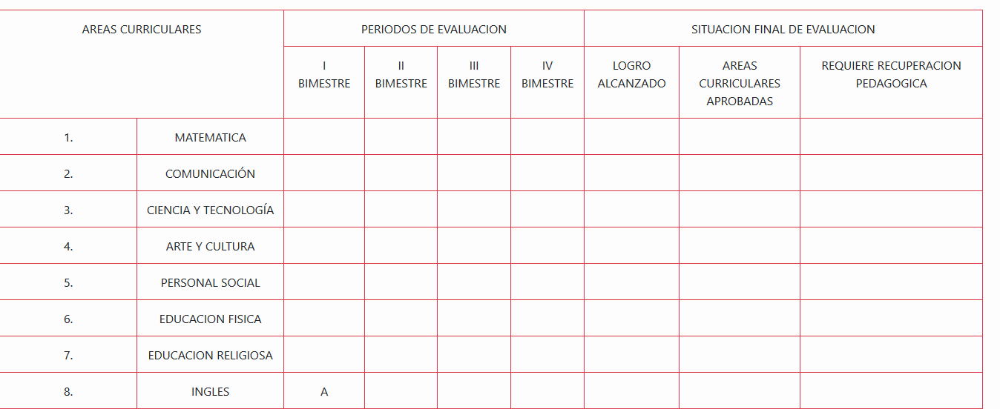 AREAS CURRICULARES
PERIODOS DE EVALUACION
SITUACION FINAL DE EVALUACION
I
BIMESTRE
II
BIMESTRE
III
BIMESTRE
IV
BIMESTRE
LOGRO
ALCANZADO
AREAS
CURRICULARES
APROBADAS
REQUIERE RECUPERACION
PEDAGOGICA
1.
MATEMATICA
2.
COMUNICACIÓN
3.
CIENCIA Y TECNOLOGÍA
4.
ARTE Y CULTURA
5.
PERSONAL SOCIAL
6.
EDUCACION FISICA
7.
EDUCACION RELIGIOSA
8.
INGLES
A